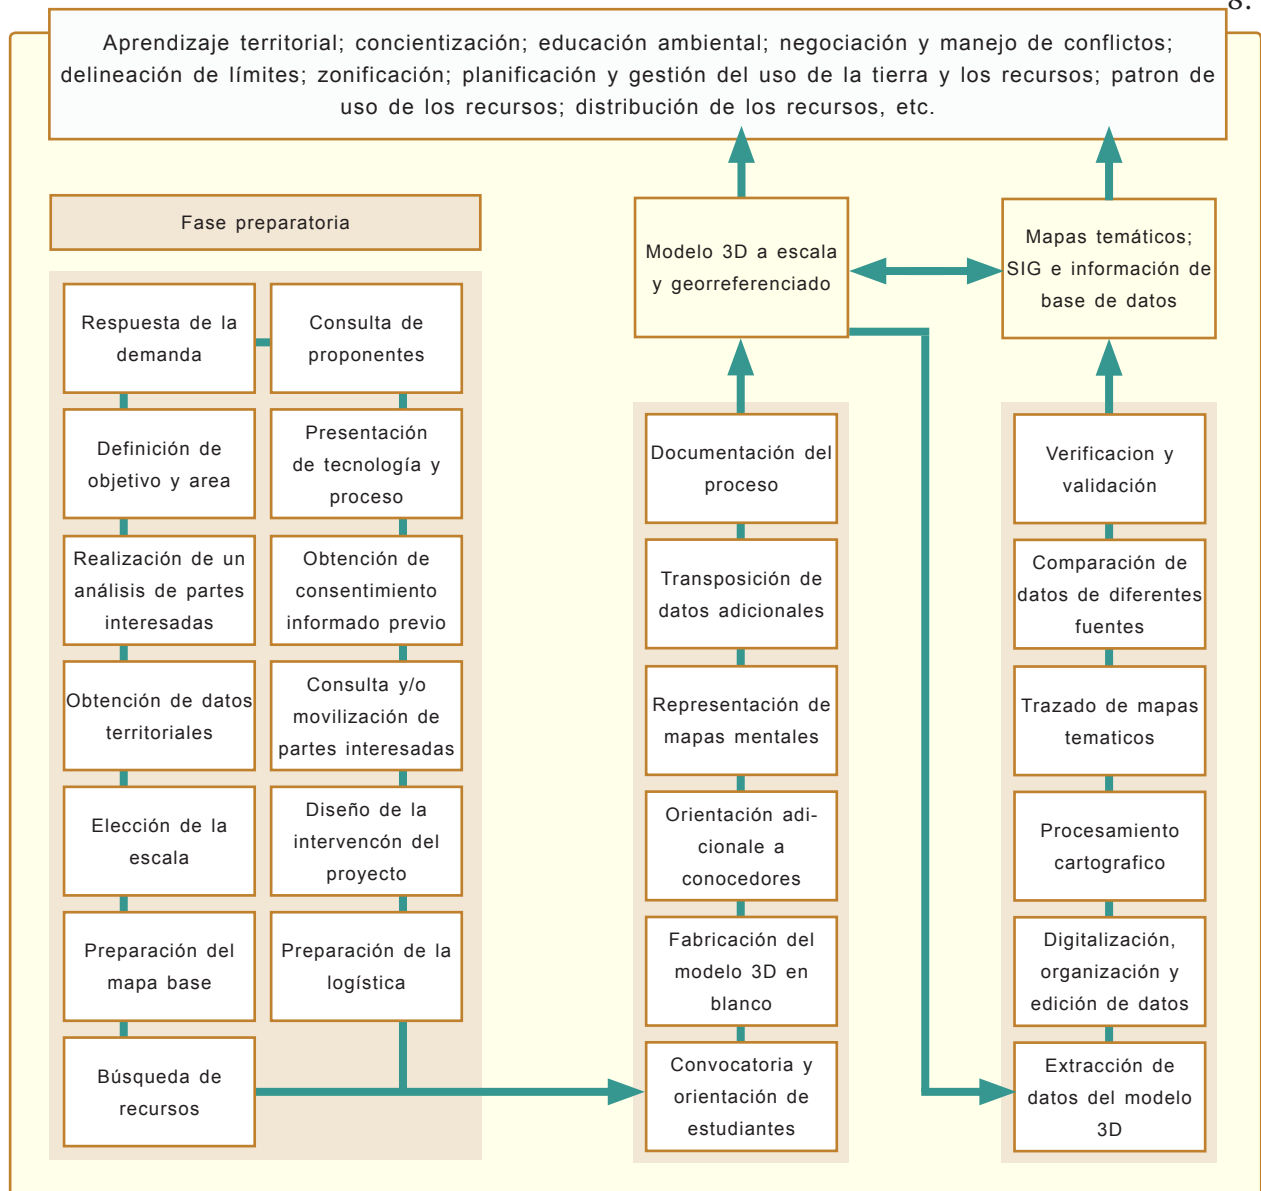 8.
Aprendizaje territorial; concientización; educación ambiental; negociación y manejo de conflictos;
delineación de límites; zonificación; planificación y gestión del uso de la tierra y los recursos; patron de
uso de los recursos; distribución de los recursos, etc.
Fase preparatoria
Respuesta de la
demanda
Consulta de
proponentes
Definición de
objetivo y area
Presentación
de tecnología y
proceso
Realización de un
análisis de partes
interesadas
Obtención de
consentimiento
informado previo
Obtención de datos
territoriales
Consulta y/o
movilización de
partes interesadas
Elección de la
escala
Diseño de la
intervencón del
proyecto
Preparación del
mapa base
Preparación de la
logística
Búsqueda de
recursos
Modelo 3D a escala
y georreferenciado
Documentación del
proceso
Transposición de
datos adicionales
Representación de
mapas mentales
Orientación adi-
cionale a
conocedores
Fabricación del
modelo 3D en
blanco
Convocatoria y
orientación de
estudiantes
Mapas temáticos;
SIG e información de
base de datos
Verificacion y
validación
Comparación de
datos de diferentes
fuentes
Trazado de mapas
tematicos
Procesamiento
cartografico
Digitalización,
organización y
edición de datos
Extracción de
datos del modelo
3D